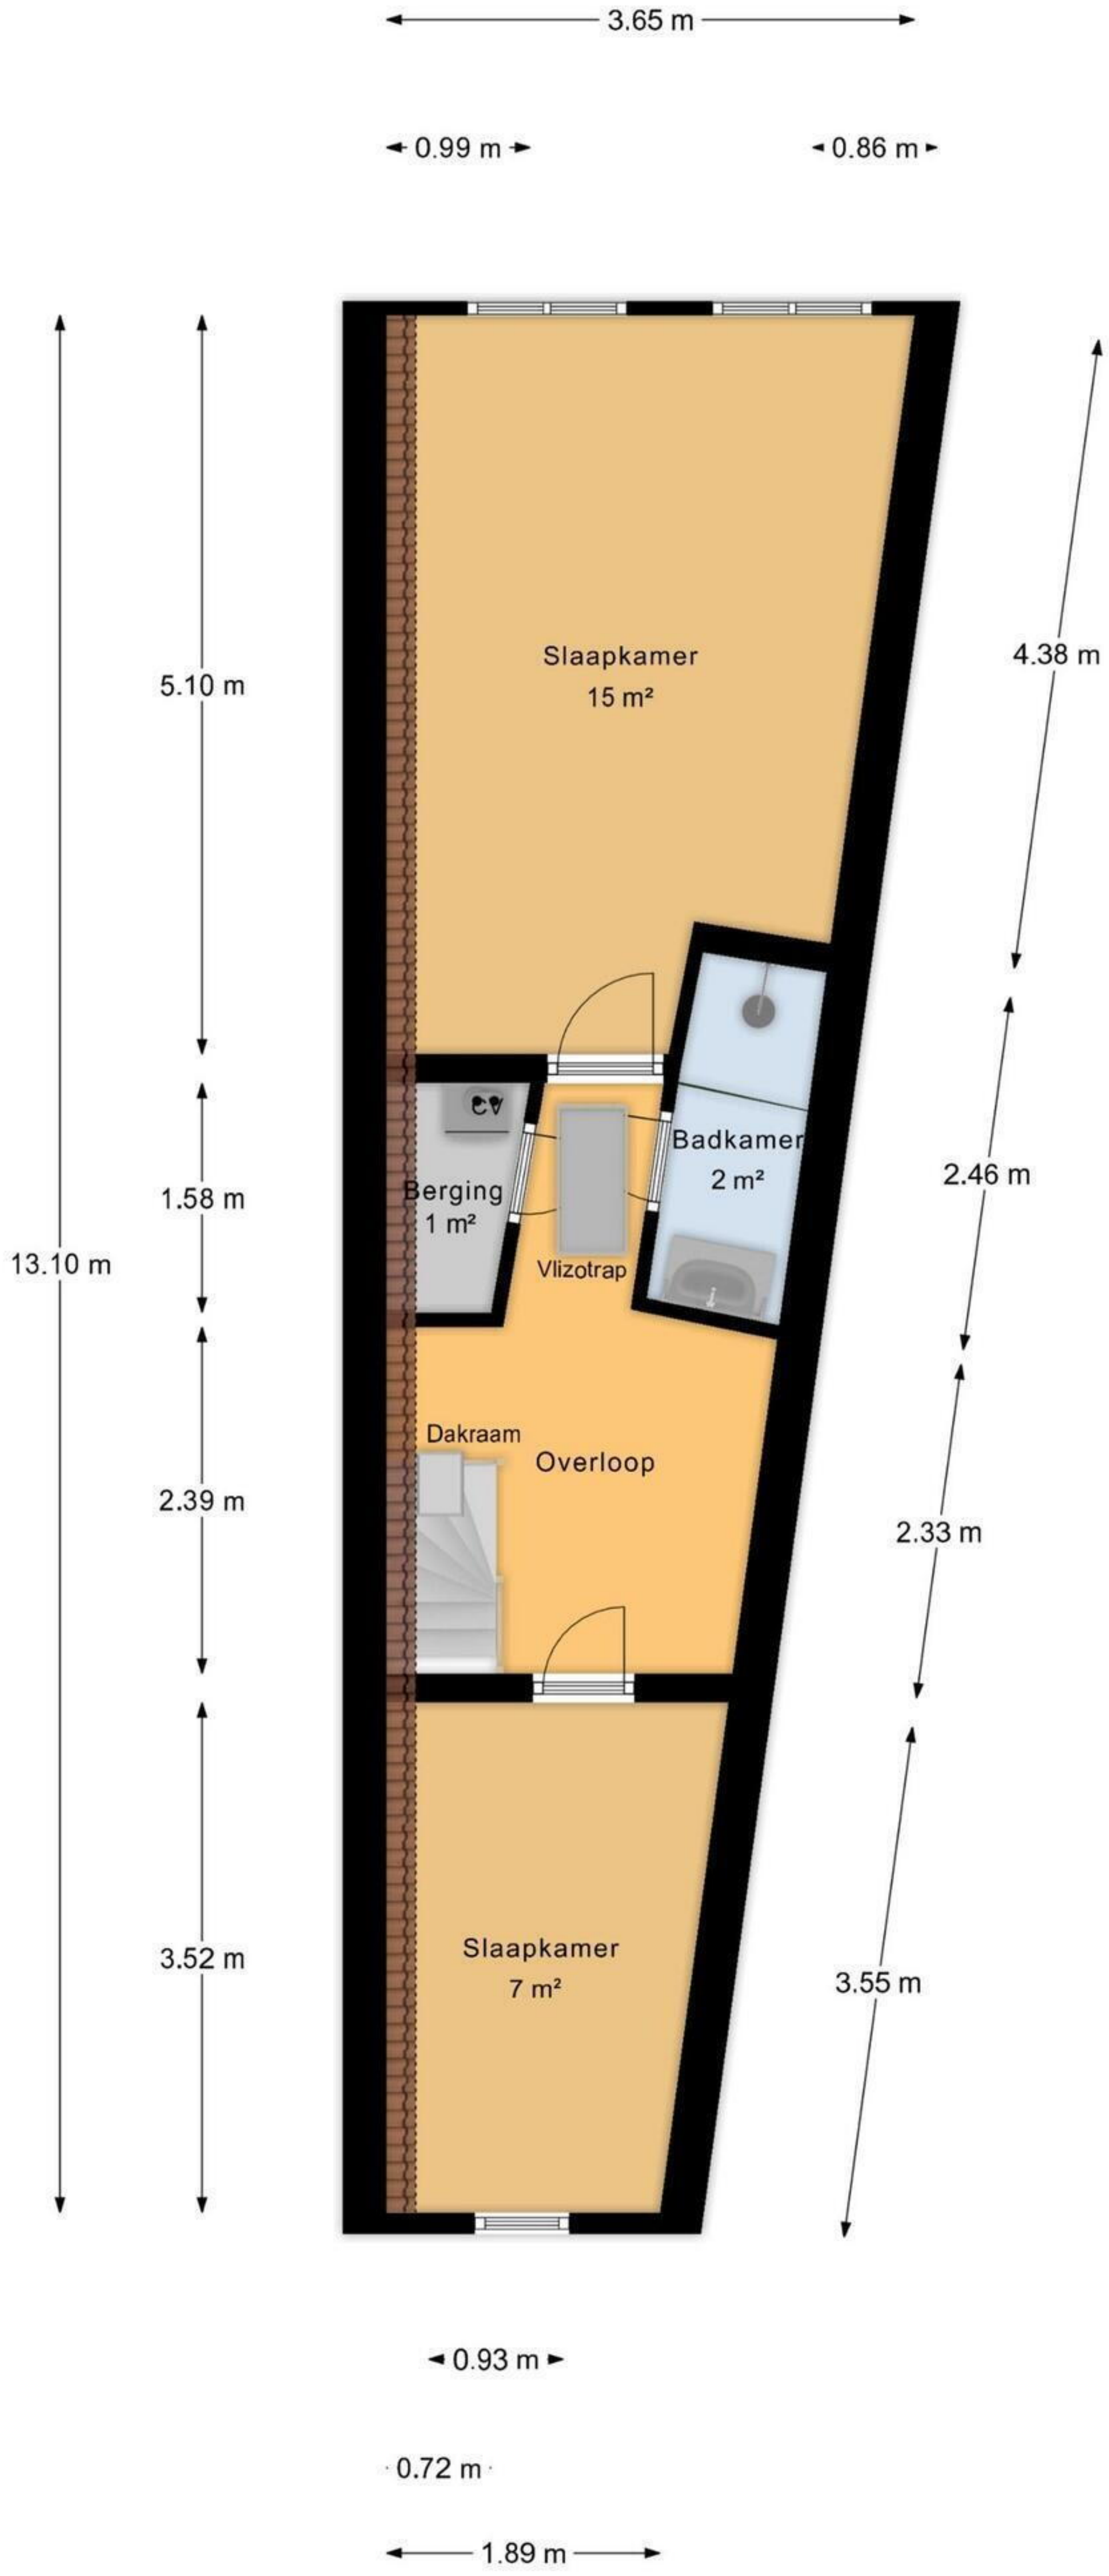 3.65 m
0.99 m
0.86 m
Slaapkamer
15 m²
4.38 m
5.10 m
CV
Badkamer
2 m²
2.46 m
Berging
1 m²
1.58 m
13.10 m
Vlizotrap
Dakraam
Overloop
2.39 m
2.33 m
Slaapkamer
7 m²
3.52 m
3.55 m
0.93 m
0.72 m
1.89 m